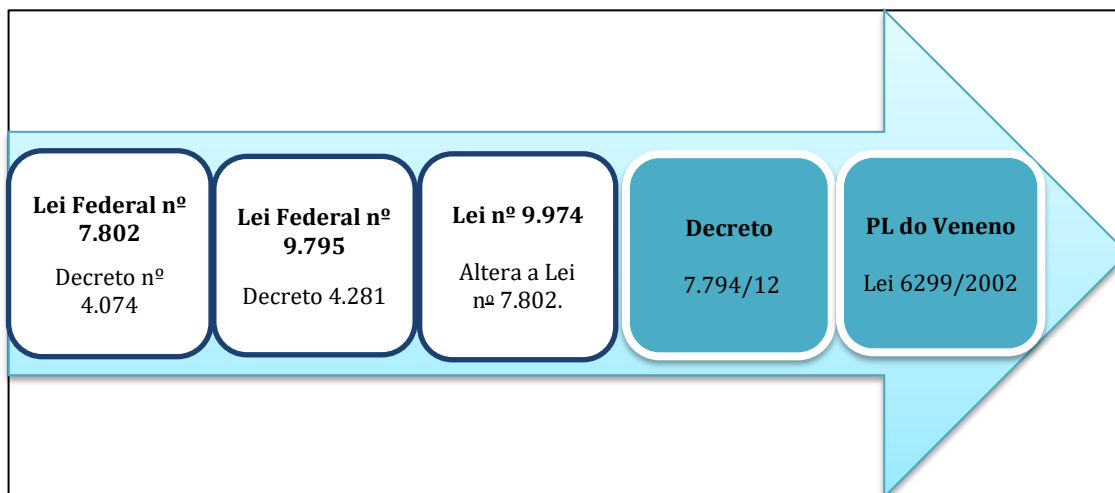 Lei Federal nº
7.802
Decreto nº
4.074
Lei Federal nº
9.795
Decreto 4.281
Lei nº 9.974
Altera a Lei
nº 7.802.
Decreto
7.794/12
PL do Veneno
Lei 6299/2002